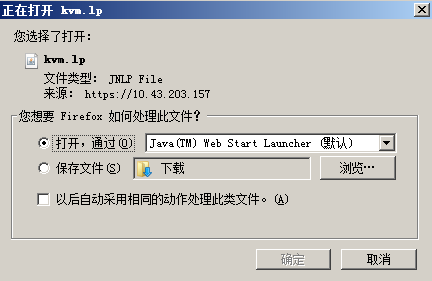 正在打开 kvm.lp
您选择了打开：
kvm.lp
文件类型： JNLP File
来源： https://10.43.203.157
您想要 Firefox 如何处理此文件？
打开，通过(O) Java(TM) Web Start Launcher (默认)
保存文件(S) 下载 浏览…
以后自动采用相同的动作处理此类文件。(A)
确定 取消